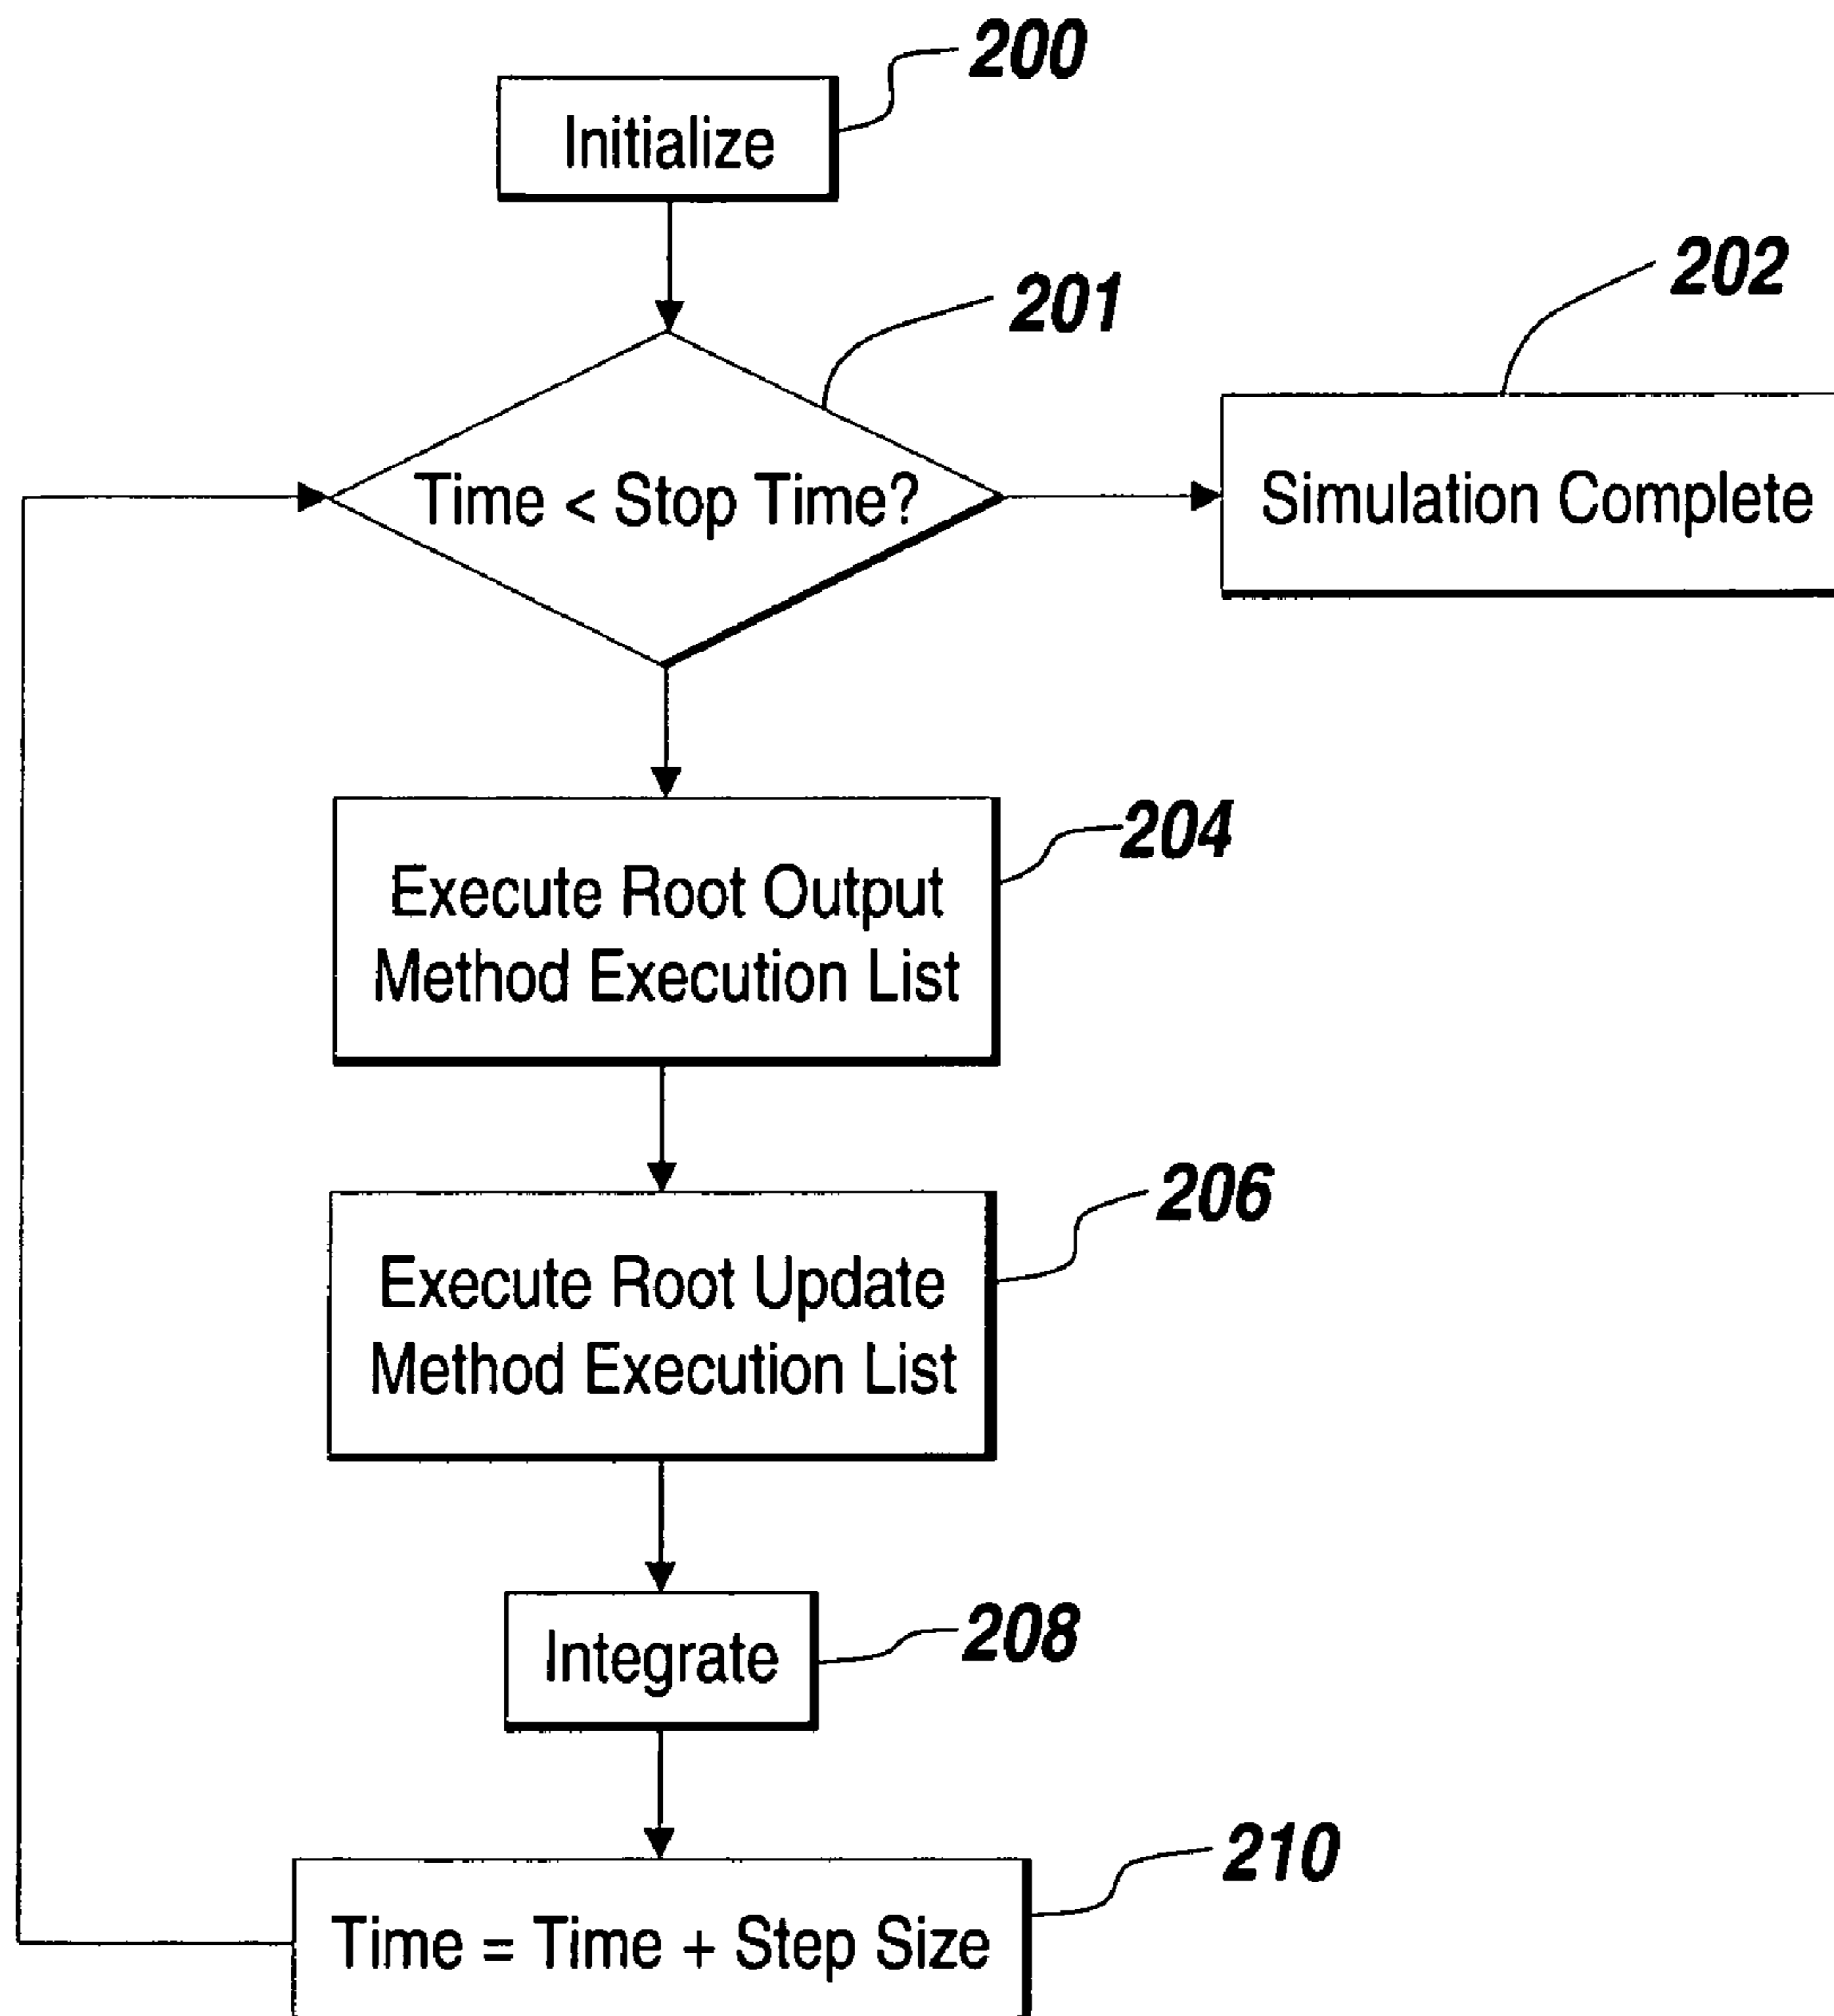 200
Initialize
201
202
Time < Stop Time?
Simulation Complete
204
Execute Root Output
Method Execution List
206
Execute Root Update
Method Execution List
208
Integrate
210
Time = Time + Step Size